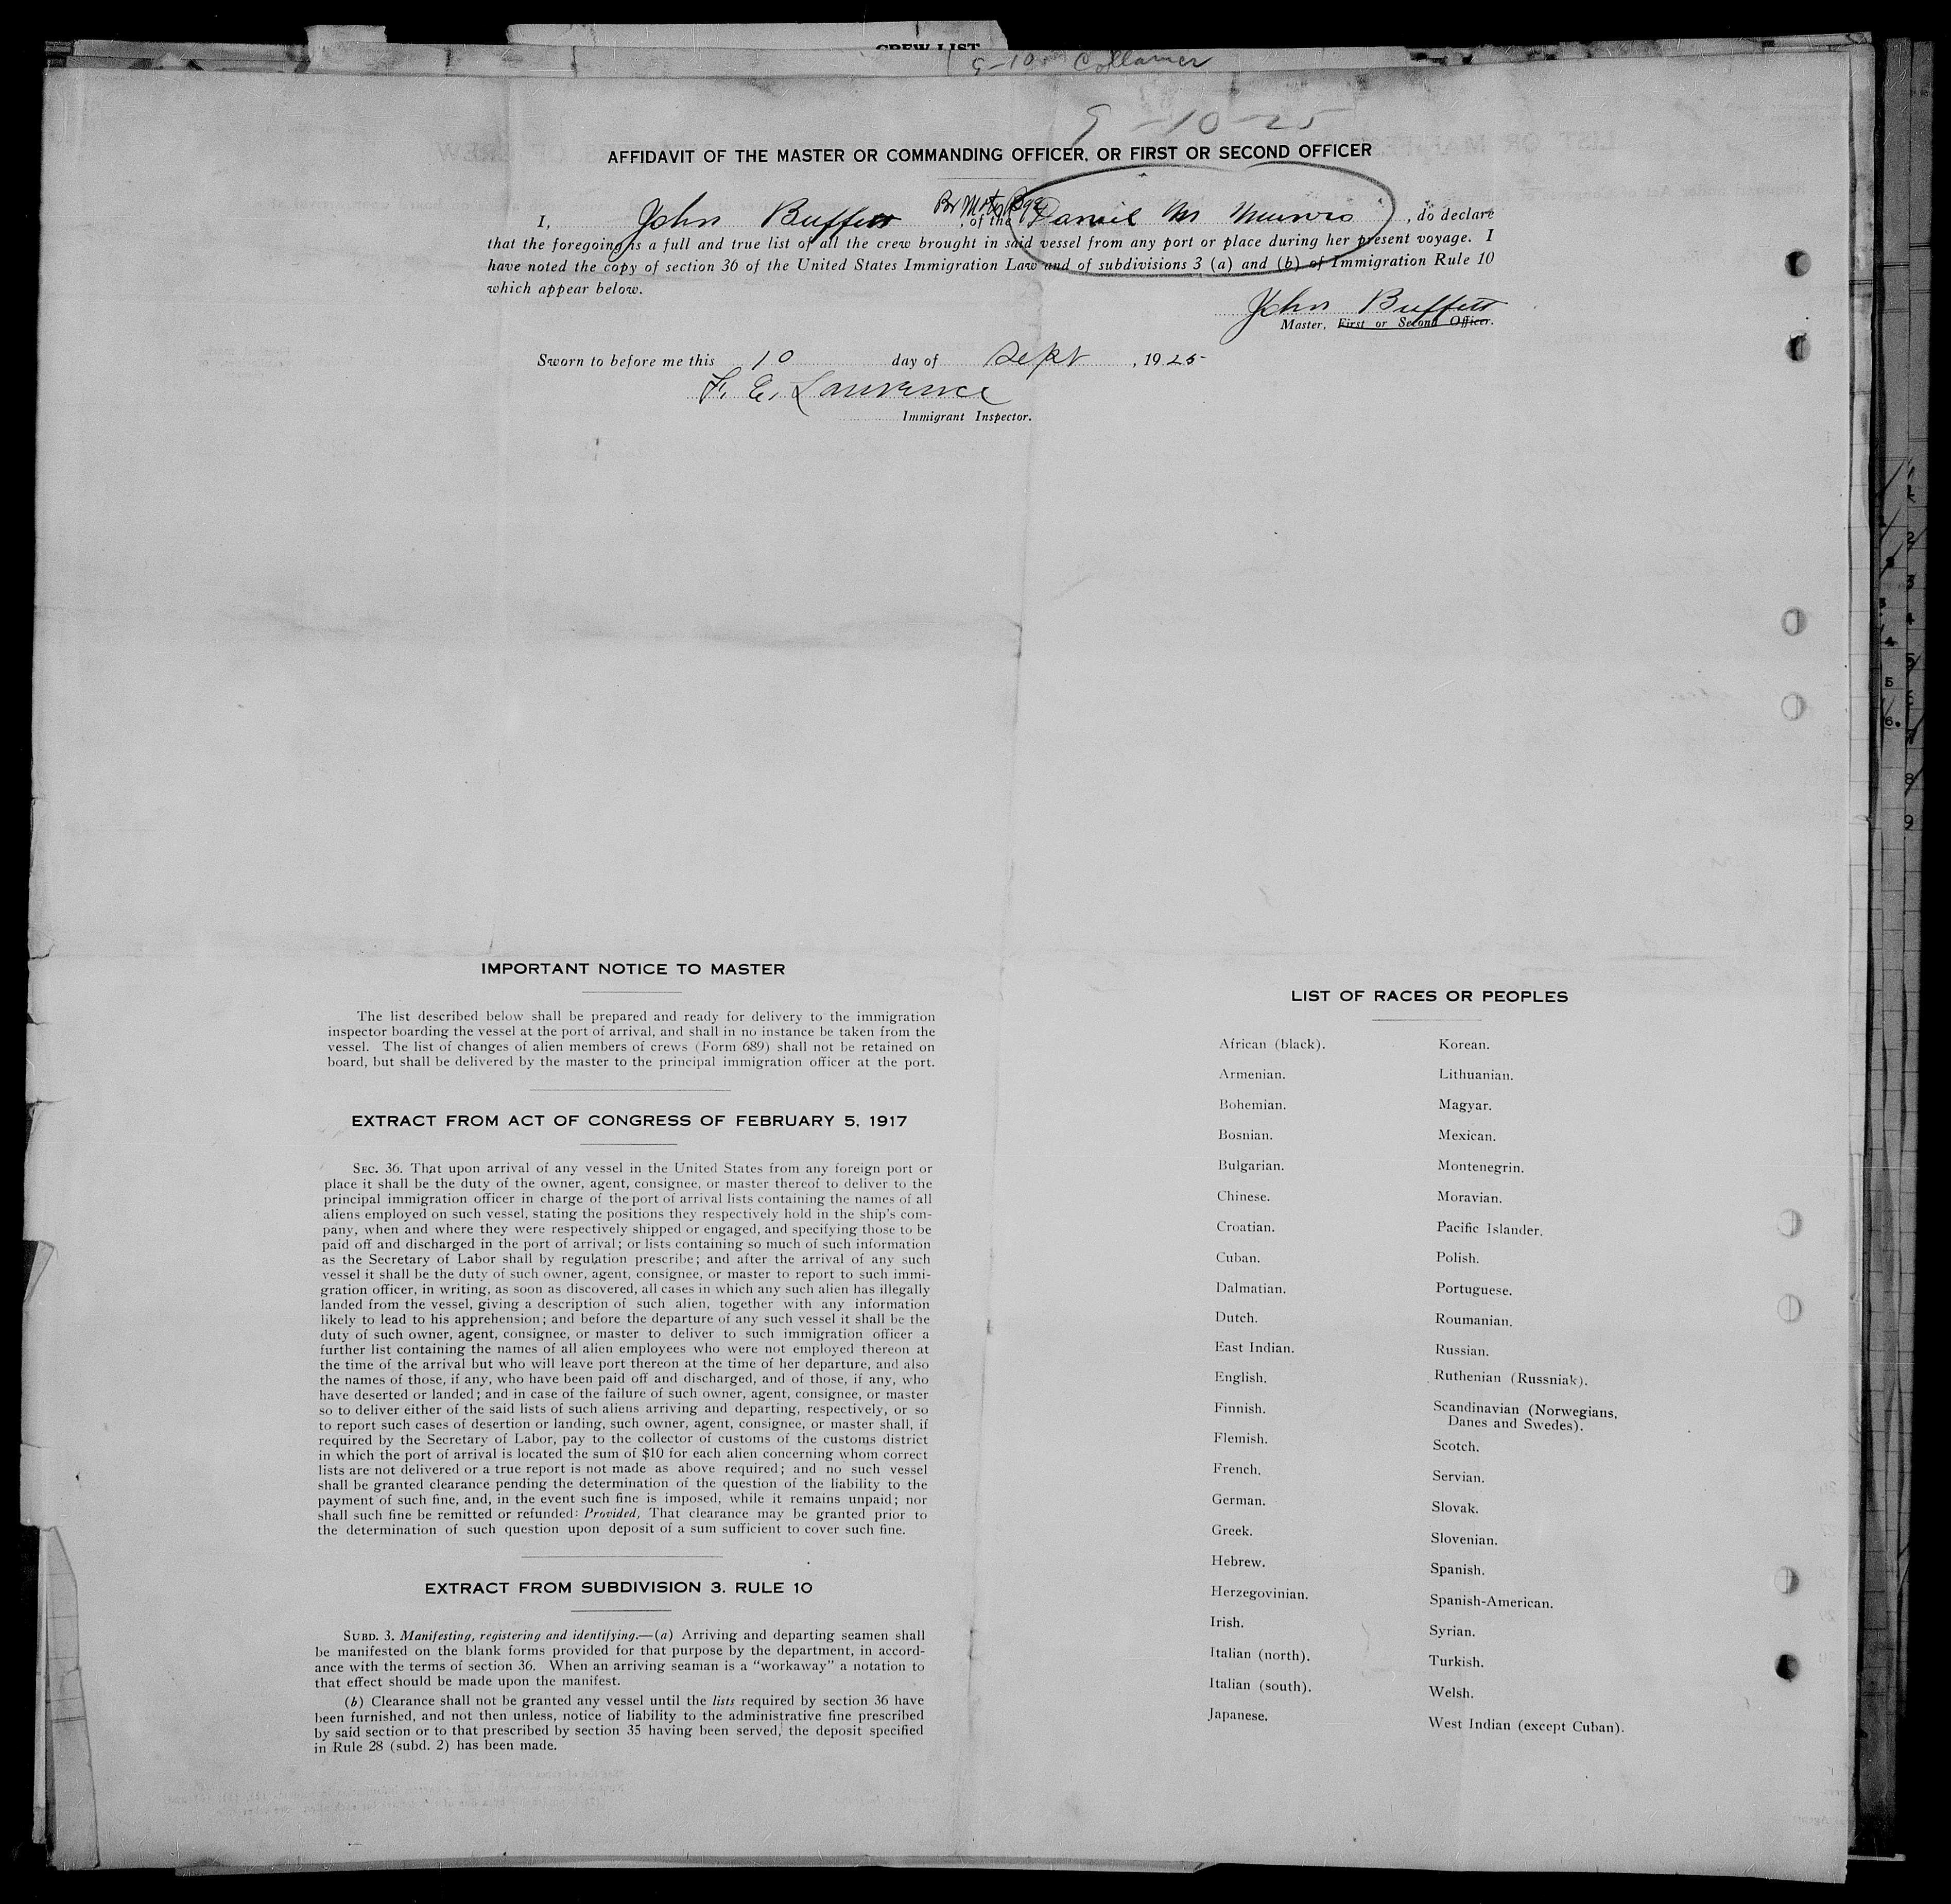 CREW LIST
9-10 Collamer
9-10-25
AFFIDAVIT OF THE MASTER OR COMMANDING OFFICER, OR FIRST OR SECOND OFFICER
I, John Buffett, of the Daniel M Munro, do declare
that the foregoing is a full and true list of all the crew brought in said vessel from any port or place during her present voyage. I
have noted the copy of section 36 of the United States Immigration Law and of subdivisions 3 (a) and (b) of Immigration Rule 10
which appear below.
John Buffett
Master, First or Second Officer.
Sworn to before me this 10 day of Sept, 1925
F. E. Lawrence
Immigrant Inspector.
IMPORTANT NOTICE TO MASTER
The list described below shall be prepared and ready for delivery to the immigration
inspector boarding the vessel at the port of arrival, and shall in no instance be taken from the
vessel. The list of changes of alien members of crews (Form 689) shall not be retained on
board, but shall be delivered by the master to the principal immigration officer at the port.
EXTRACT FROM ACT OF CONGRESS OF FEBRUARY 5, 1917
SEC. 36. That upon arrival of any vessel in the United States from any foreign port or
place it shall be the duty of the owner, agent, consignee, or master thereof to deliver to the
principal immigration officer in charge of the port of arrival lists containing the names of all
aliens employed on such vessel, stating the positions they respectively hold in the ship's com-
pany, when and where they were respectively shipped or engaged, and specifying those to be
paid off and discharged in the port of arrival; or lists containing so much of such information
as the Secretary of Labor shall by regulation prescribe; and after the arrival of any such
vessel it shall be the duty of such owner, agent, consignee, or master to report to such immi-
gration officer, in writing, as soon as discovered, all cases in which any such alien has illegally
landed from the vessel, giving a description of such alien, together with any information
likely to lead to his apprehension; and before the departure of any such vessel it shall be the
duty of such owner, agent, consignee, or master to deliver to such immigration officer a
further list containing the names of all alien employees who were not employed thereon at
the time of the arrival but who will leave port thereon at the time of her departure, and also
the names of those, if any, who have been paid off and discharged, and of those, if any, who
have deserted or landed; and in case of the failure of such owner, agent, consignee, or master
so to deliver either of the said lists of such aliens arriving and departing, respectively, or so
to report such cases of desertion or landing, such owner, agent, consignee, or master shall, if
required by the Secretary of Labor, pay to the collector of customs of the customs district
in which the port of arrival is located the sum of $10 for each alien concerning whom correct
lists are not delivered or a true report is not made as above required; and no such vessel
shall be granted clearance pending the determination of the question of the liability to the
payment of such fine, and, in the event such fine is imposed, while it remains unpaid; nor
shall such fine be remitted or refunded: Provided, That clearance may be granted prior to
the determination of such question upon deposit of a sum sufficient to cover such fine.
EXTRACT FROM SUBDIVISION 3. RULE 10
SUBD. 3. Manifesting, registering and identifying.—(a) Arriving and departing seamen shall
be manifested on the blank forms provided for that purpose by the department, in accord-
ance with the terms of section 36. When an arriving seaman is a "workaway" a notation to
that effect should be made upon the manifest.
(b) Clearance shall not be granted any vessel until the lists required by section 36 have
been furnished, and not then unless, notice of liability to the administrative fine prescribed
by said section or to that prescribed by section 35 having been served, the deposit specified
in Rule 28 (subd. 2) has been made.
LIST OF RACES OR PEOPLES
African (black).
Armenian.
Bohemian.
Bosnian.
Bulgarian.
Chinese.
Croatian.
Cuban.
Dalmatian.
Dutch.
East Indian.
English.
Finnish.
Flemish.
French.
German.
Greek.
Hebrew.
Herzegovinian.
Irish.
Italian (north).
Italian (south).
Japanese.
Korean.
Lithuanian.
Magyar.
Mexican.
Montenegrin.
Moravian.
Pacific Islander.
Polish.
Portuguese.
Roumanian.
Russian.
Ruthenian (Russniak).
Scandinavian (Norwegians,
Danes and Swedes).
Scotch.
Servian.
Slovak.
Slovenian.
Spanish.
Spanish-American.
Syrian.
Turkish.
Welsh.
West Indian (except Cuban).